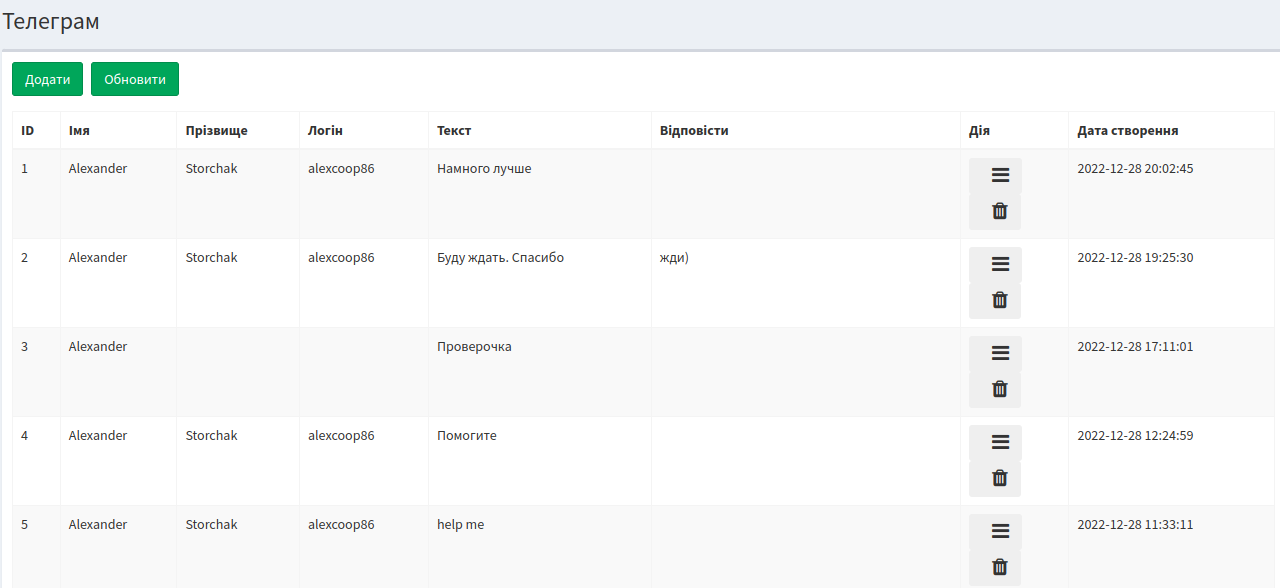 Телеграм
Додати Обновити
ID Імя Прізвище Логін Текст Відповісти Дія Дата створення
1 Alexander Storchak alexcoop86 Намного лучше 2022-12-28 20:02:45
2 Alexander Storchak alexcoop86 Буду ждать. Спасибо жди) 2022-12-28 19:25:30
3 Alexander Проверочка 2022-12-28 17:11:01
4 Alexander Storchak alexcoop86 Помогите 2022-12-28 12:24:59
5 Alexander Storchak alexcoop86 help me 2022-12-28 11:33:11